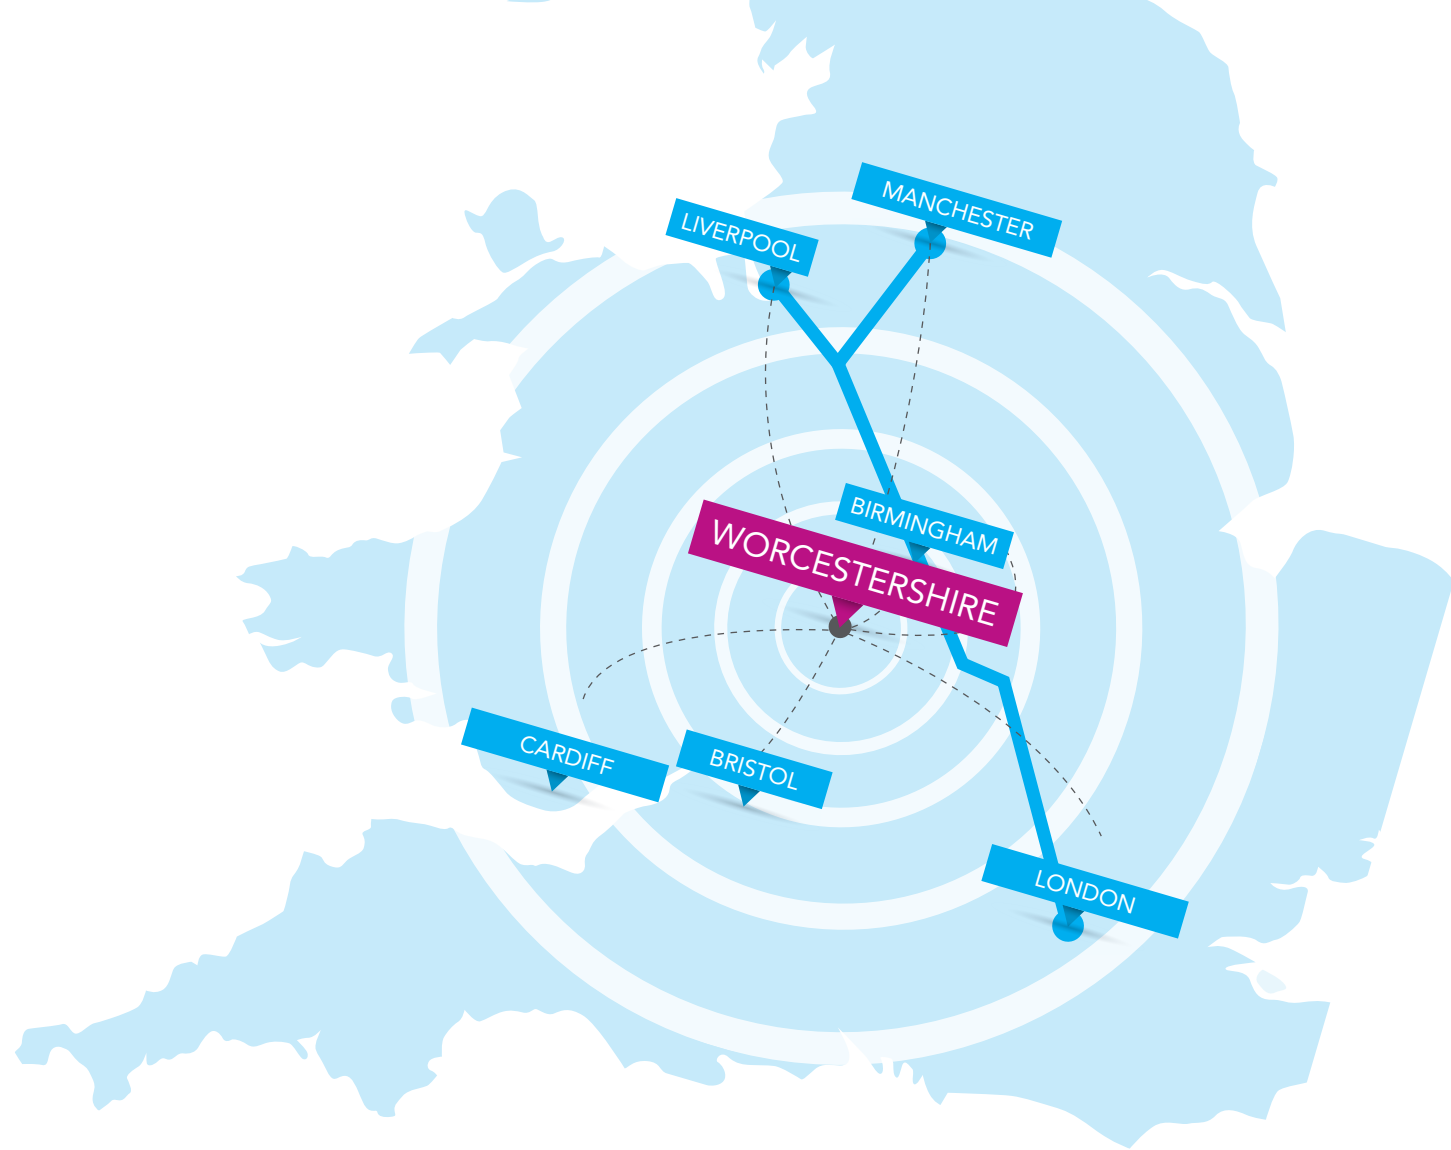 MANCHESTER
LIVERPOOL
BIRMINGHAM
WORCESTERSHIRE
CARDIFF
BRISTOL
LONDON